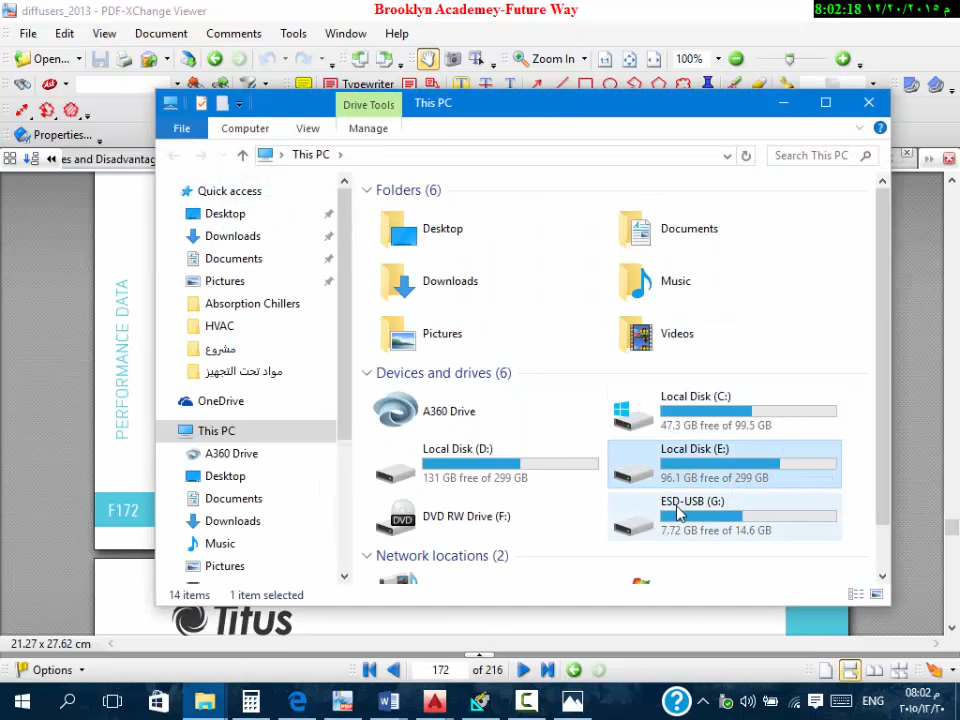 diffusers_2013 - PDF-XChange Viewer
Brooklyn Academey-Future Way
8:02:18 م ١٢/٢٠/٢٠١٥
File Edit View Document Comments Tools Window Help
Open... Zoom In 100%
Typewriter
Properties...
es and Disadvantag
Drive Tools This PC
File Computer View Manage
This PC
Search This PC
Quick access
Desktop
Downloads
Documents
Pictures
Absorption Chillers
HVAC
مشروع
مواد تحت التجهيز
OneDrive
This PC
A360 Drive
Desktop
Documents
Downloads
Music
Pictures
Folders (6)
Desktop
Documents
Downloads
Music
Pictures
Videos
Devices and drives (6)
A360 Drive
Local Disk (C:)
47.3 GB free of 99.5 GB
Local Disk (D:)
131 GB free of 299 GB
Local Disk (E:)
96.1 GB free of 299 GB
DVD RW Drive (F:)
DVD
ESD-USB (G:)
7.72 GB free of 14.6 GB
Network locations (2)
14 items 1 item selected
PERFORMANCE DATA
F172
Titus
21.27 x 27.62 cm
Options 172 of 216
ENG
08:02 م
٢٠١٥/١٢/٢٠